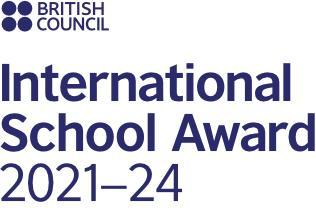 BRITISH
COUNCIL
International
School Award
2021–24